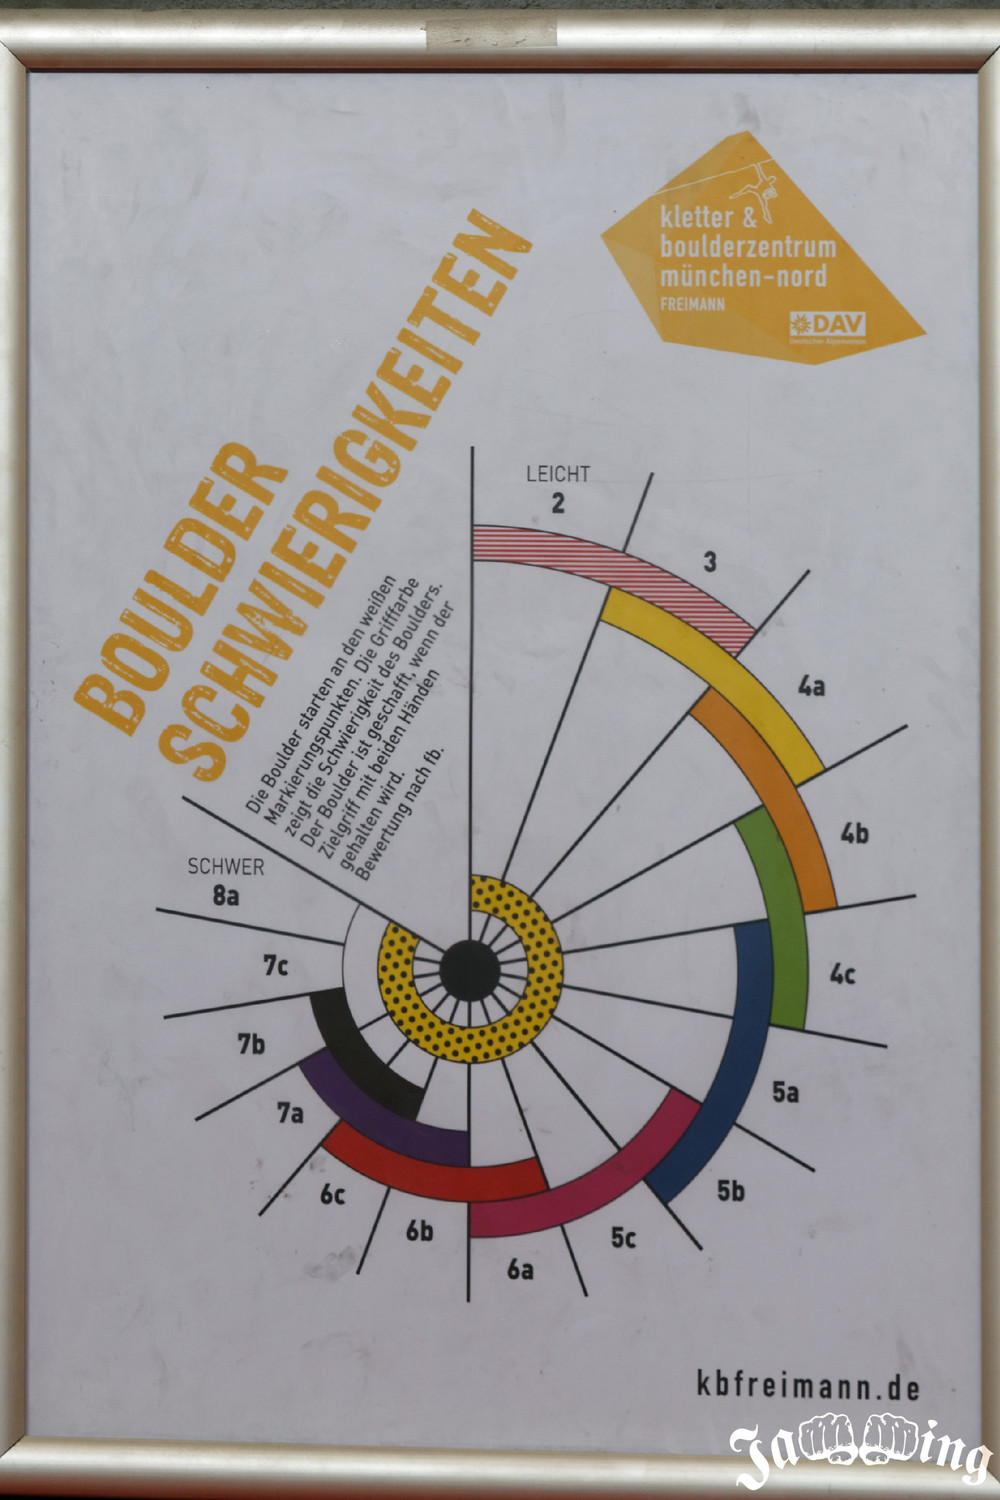 kletter &
boulderzentrum
münchen-nord
FREIMANN
DAV
Deutscher Alpenverein
BOULDER
SCHWIERIGKEITEN
Die Boulder starten an den weißen
Markierungspunkten. Die Grifffarbe
zeigt die Schwierigkeit des Boulders.
Der Boulder ist geschafft, wenn der
Zielgriff mit beiden Händen
gehalten wird.
Bewertung nach fb.
LEICHT
2
3
4a
4b
4c
5a
5b
5c
6a
6b
6c
7a
7b
7c
SCHWER
8a
kbfreimann.de
Jamming